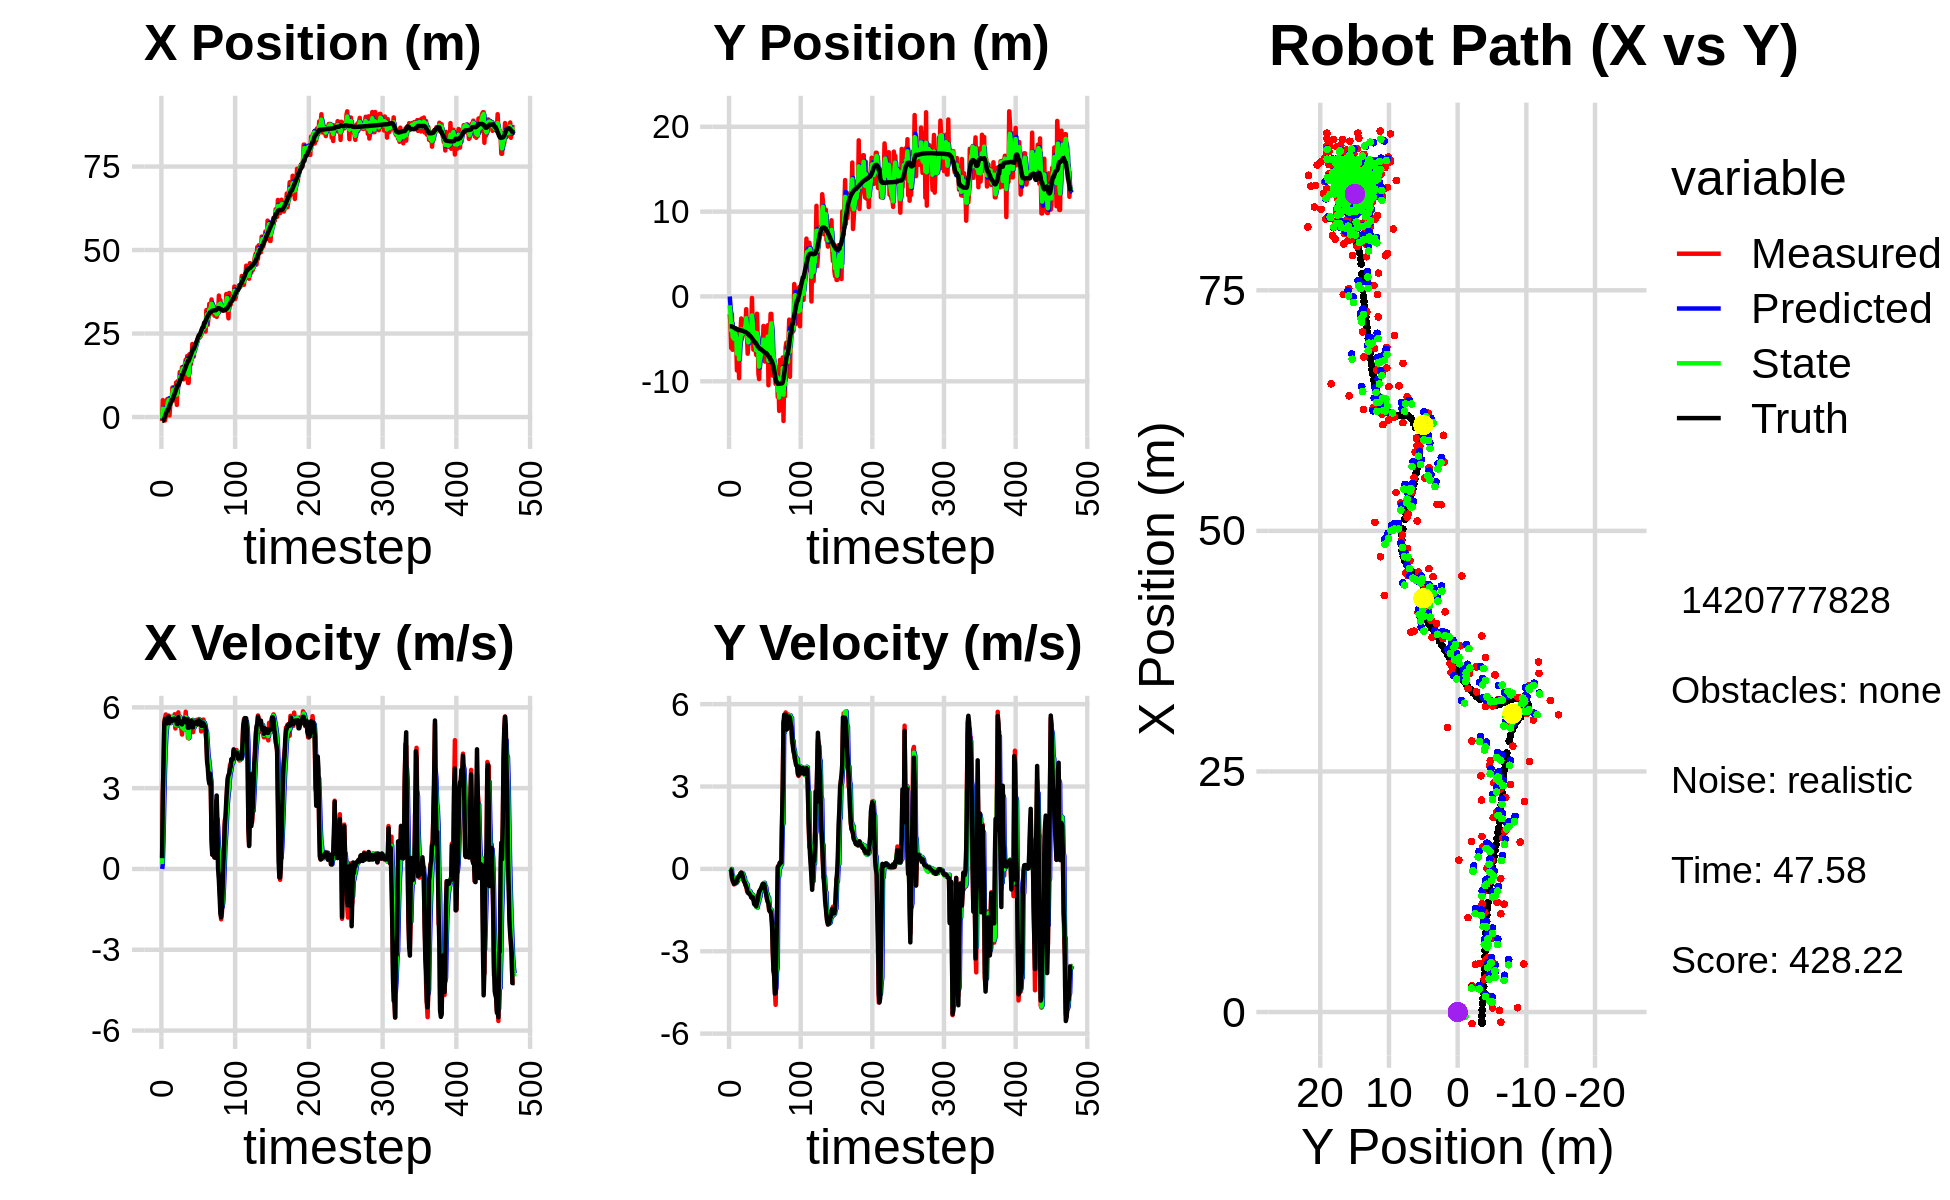 X Position (m)
75
50
25
0
0
100
200
300
400
500
timestep
Y Position (m)
20
10
0
-10
0
100
200
300
400
500
timestep
X Velocity (m/s)
6
3
0
-3
-6
0
100
200
300
400
500
timestep
Y Velocity (m/s)
6
3
0
-3
-6
0
100
200
300
400
500
timestep
Robot Path (X vs Y)
X Position (m)
75
50
25
0
20 10 0 -10 -20
Y Position (m)
variable
Measured
Predicted
State
Truth
1420777828
Obstacles: none
Noise: realistic
Time: 47.58
Score: 428.22